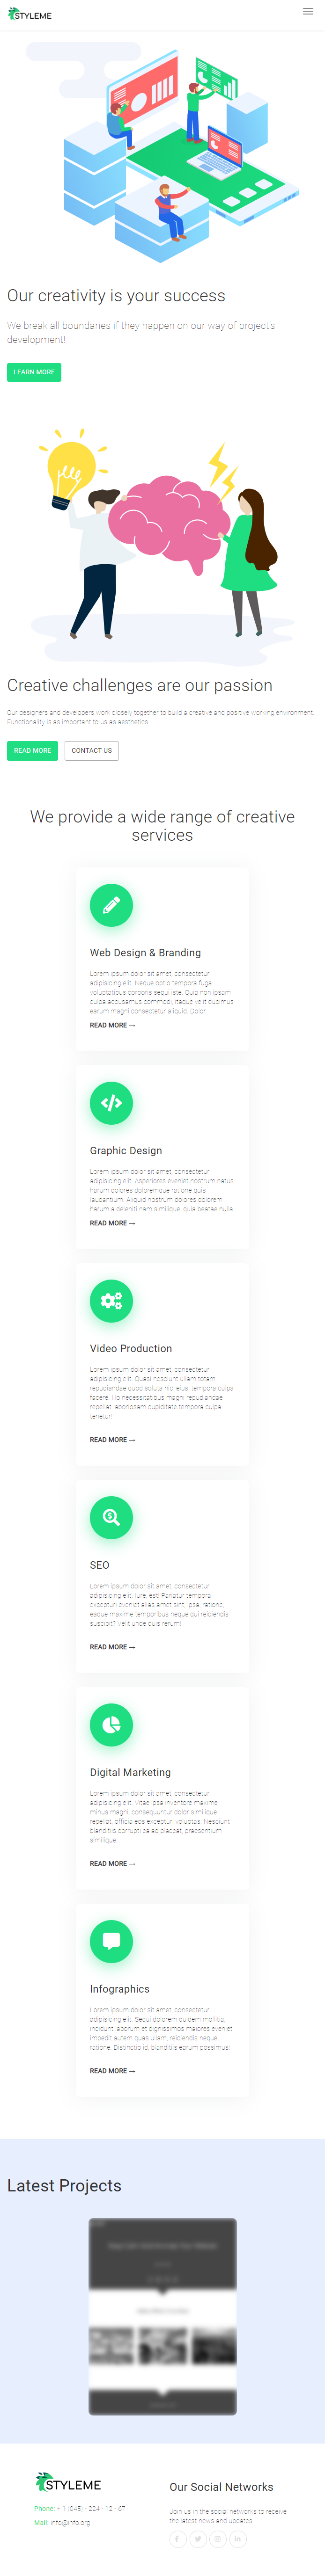 STYLEME
Our creativity is your success
We break all boundaries if they happen on our way of project's
development!
LEARN MORE
Creative challenges are our passion
Our designers and developers work closely together to build a creative and positive working environment.
Functionality is as important to us as aesthetics.
READ MORE
CONTACT US
We provide a wide range of creative
services
Web Design & Branding
Lorem ipsum dolor sit amet, consectetur
adipisicing elit. Neque optio tempora fuga
voluptatibus corporis sequi iste. Quia non ipsam
culpa accusamus commodi, itaque velit ducimus
earum magni consectetur aliquid. Dolor.
READ MORE →
Graphic Design
Lorem ipsum dolor sit amet, consectetur
adipisicing elit. Asperiores eveniet nostrum natus
harum dolores doloremque ratione quis
laudantium. Aliquid nostrum dolores dolorem
harum a deleniti nam similique, quia beatae nulla.
READ MORE →
Video Production
Lorem ipsum dolor sit amet, consectetur
adipisicing elit. Quasi nesciunt ullam totam
repudiandae quod soluta hic, eius, tempora culpa
facere. Illo necessitatibus magni repudiandae
repellat laboriosam cupiditate tempora culpa
tenetur!
READ MORE →
SEO
Lorem ipsum dolor sit amet, consectetur
adipisicing elit. Iure, est! Pariatur tempora
excepturi eveniet alias amet sint, ipsa, ratione,
eaque maxime temporibus neque qui reiciendis
suscipit? Velit unde quis rerum!
READ MORE →
Digital Marketing
Lorem ipsum dolor sit amet, consectetur
adipisicing elit. Vitae ipsa inventore maxime
minus magni, consequuntur dolor similique
repellat, officia eos excepturi voluptas. Nesciunt
blanditiis corrupti ea ad placeat, praesentium
similique.
READ MORE →
Infographics
Lorem ipsum dolor sit amet, consectetur
adipisicing elit. Sequi dolorem quidem mollitia,
incidunt laborum et dignissimos maiores eveniet
impedit autem quas ullam, reiciendis neque,
ratione. Distinctio id, blanditiis earum possimus!
READ MORE →
Latest Projects
STYLEME
Phone: + 1 (945) - 224 - 12 - 67
Mail: info@info.org
Our Social Networks
Join us in the social networks to receive
the latest news and updates.